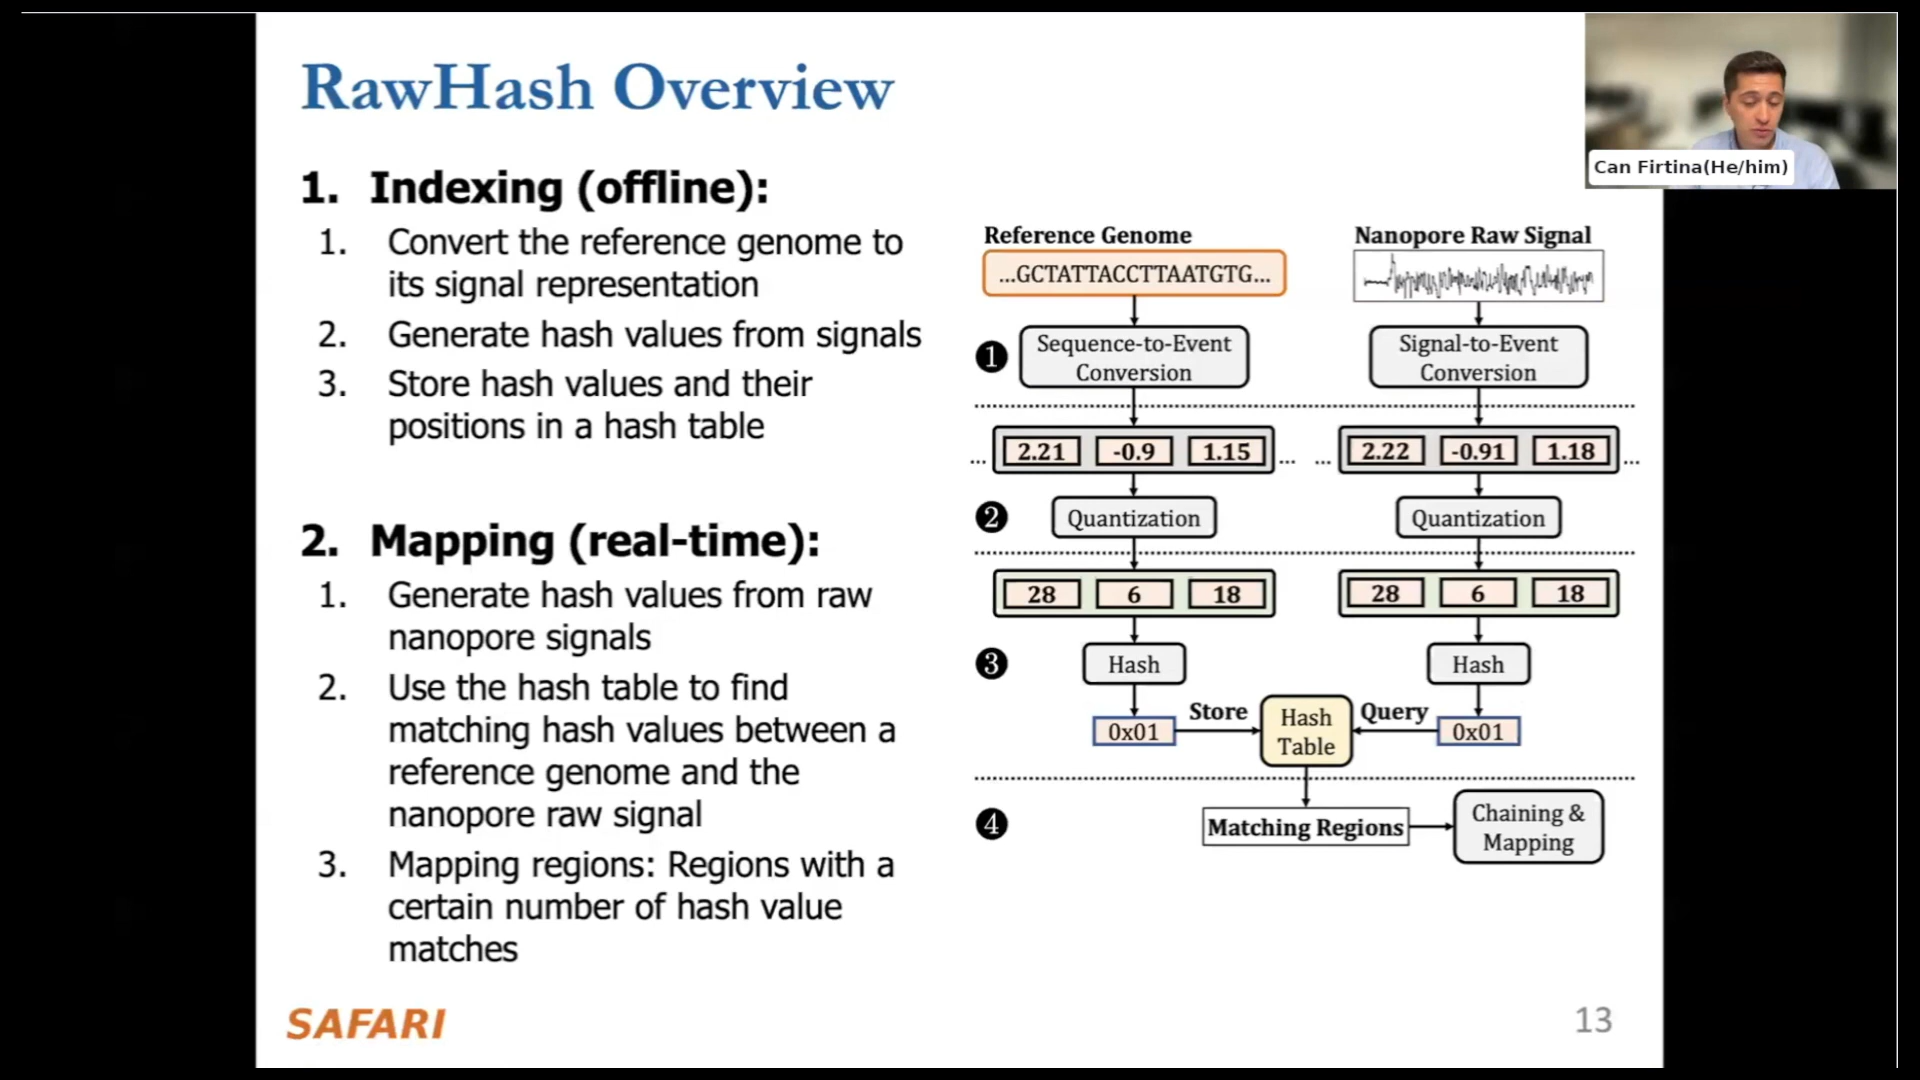 RawHash Overview
1. Indexing (offline):
1. Convert the reference genome to
its signal representation
2. Generate hash values from signals
3. Store hash values and their
positions in a hash table
2. Mapping (real-time):
1. Generate hash values from raw
nanopore signals
2. Use the hash table to find
matching hash values between a
reference genome and the
nanopore raw signal
3. Mapping regions: Regions with a
certain number of hash value
matches
Can Firtina(He/him)
Reference Genome
Nanopore Raw Signal
...GCTATTACCTTAATGTG...
1
Sequence-to-Event
Conversion
Signal-to-Event
Conversion
... 2.21 -0.9 1.15 ...
... 2.22 -0.91 1.18 ...
2
Quantization
Quantization
28 6 18
28 6 18
3
Hash
Hash
0x01
Store
Hash
Table
Query
0x01
4
Matching Regions
Chaining &
Mapping
SAFARI
13